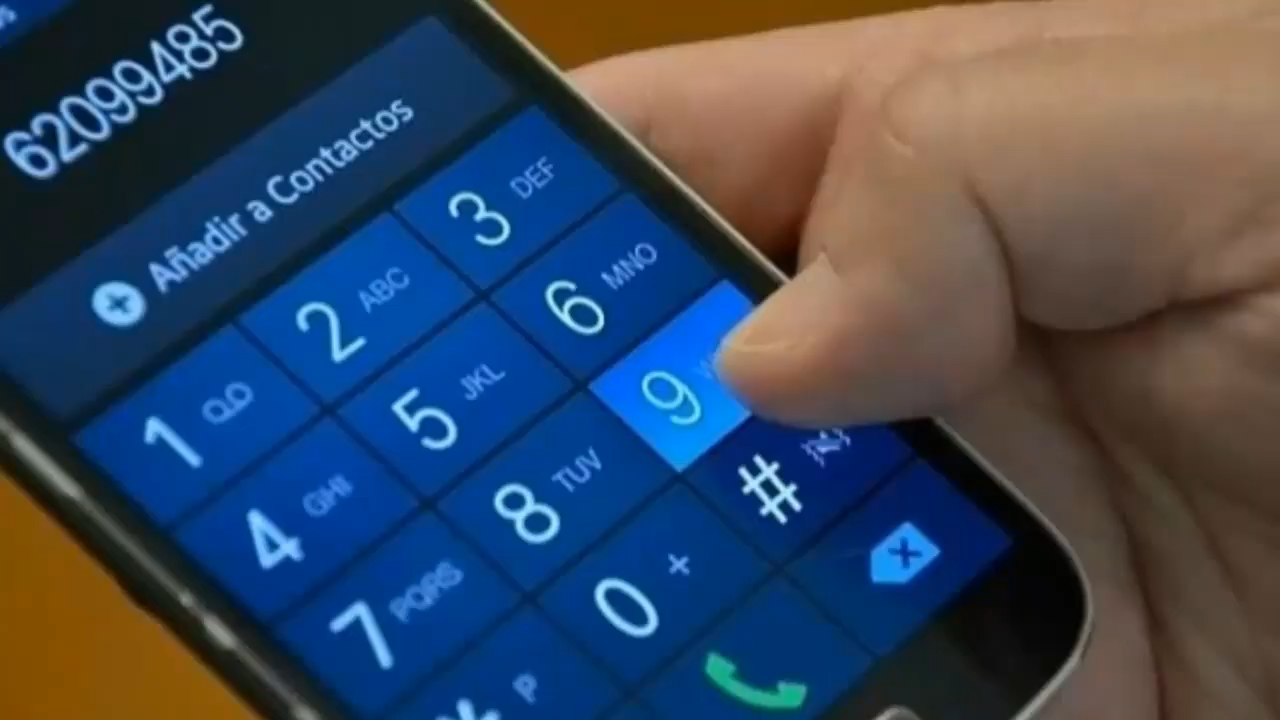 62099485
Añadir a Contactos
1
2 ABC
3 DEF
4 GHI
5 JKL
6 MNO
7 PQRS
8 TUV
9 W
* P
0 +
#